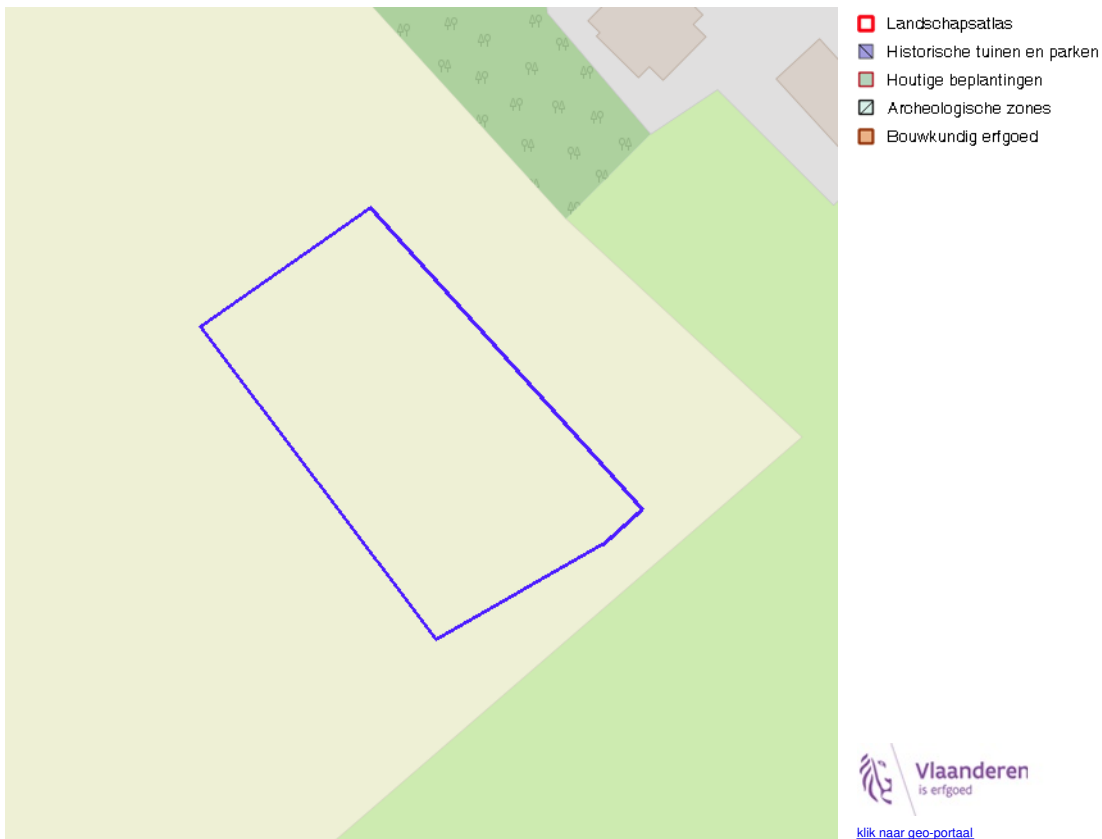 Landschapsatlas
Historische tuinen en parken
Houtige beplantingen
Archeologische zones
Bouwkundig erfgoed
Vlaanderen
is erfgoed
klik naar geo-portaal